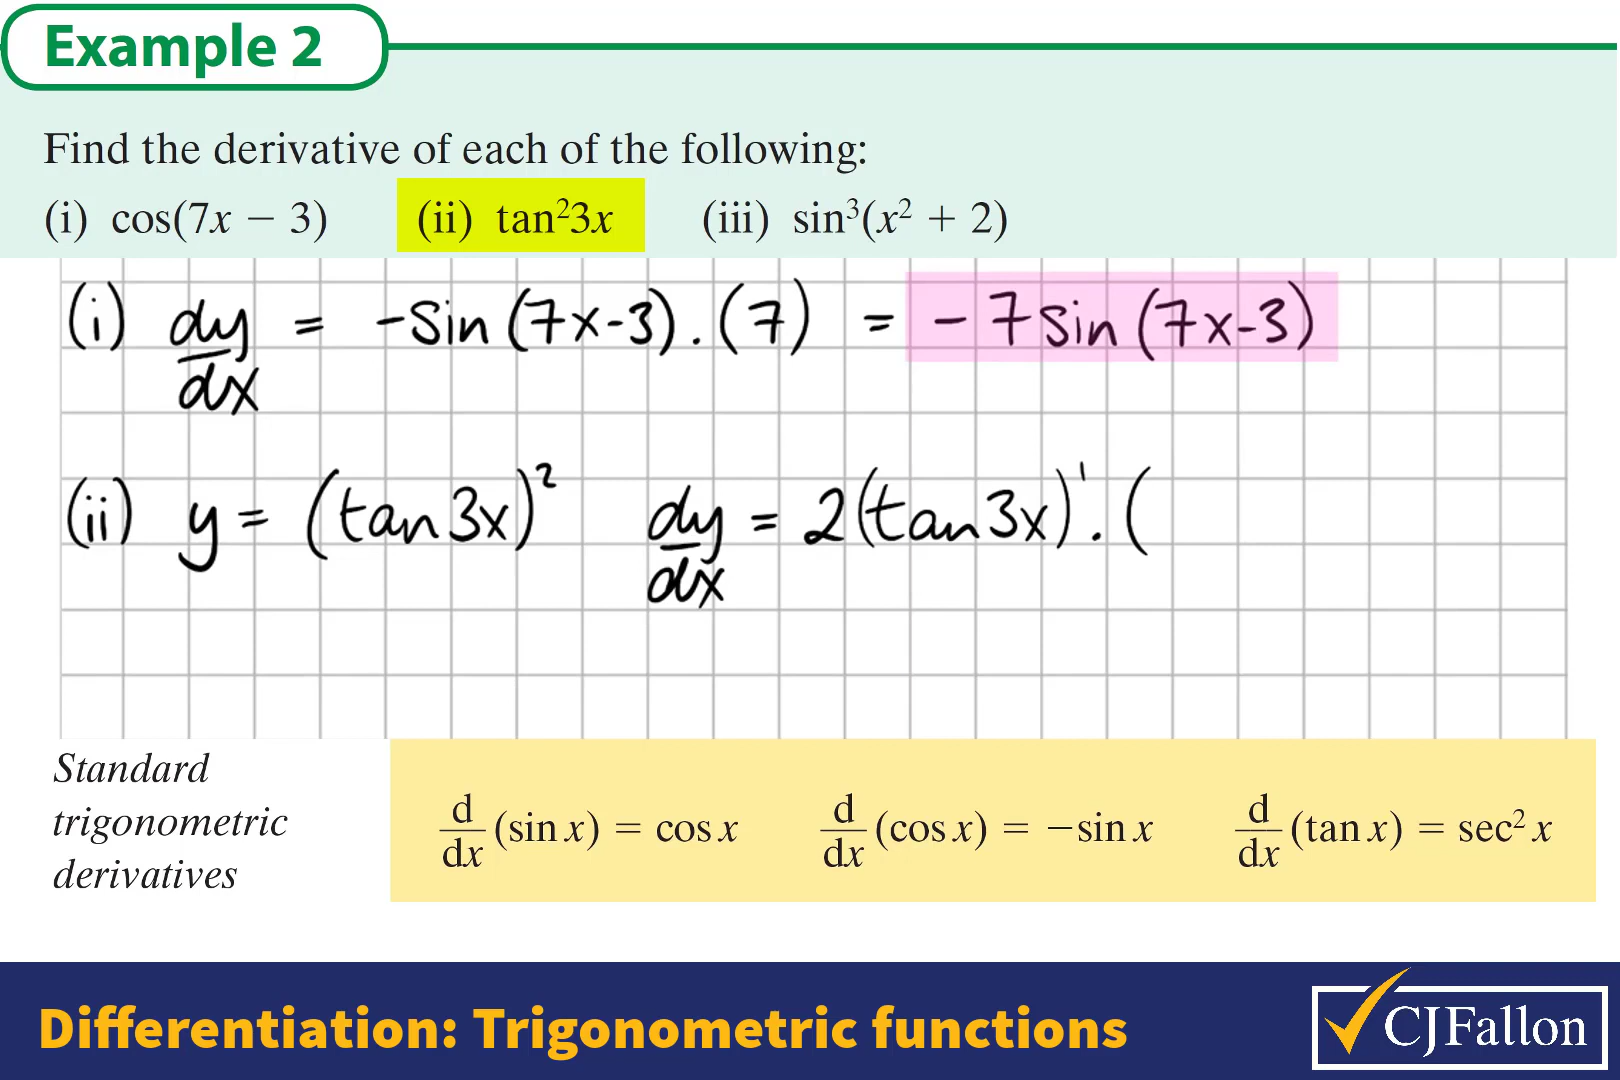 Example 2
Find the derivative of each of the following:
(i) cos(7x − 3) (ii) tan²3x (iii) sin³(x² + 2)
(i) dy/dx = -sin(7x-3).(7) = -7sin(7x-3)
(ii) y = (tan3x)² dy/dx = 2(tan3x)¹.(
Standard
trigonometric
derivatives
d/dx (sin x) = cos x d/dx (cos x) = −sin x d/dx (tan x) = sec² x
Differentiation: Trigonometric functions
CJFallon